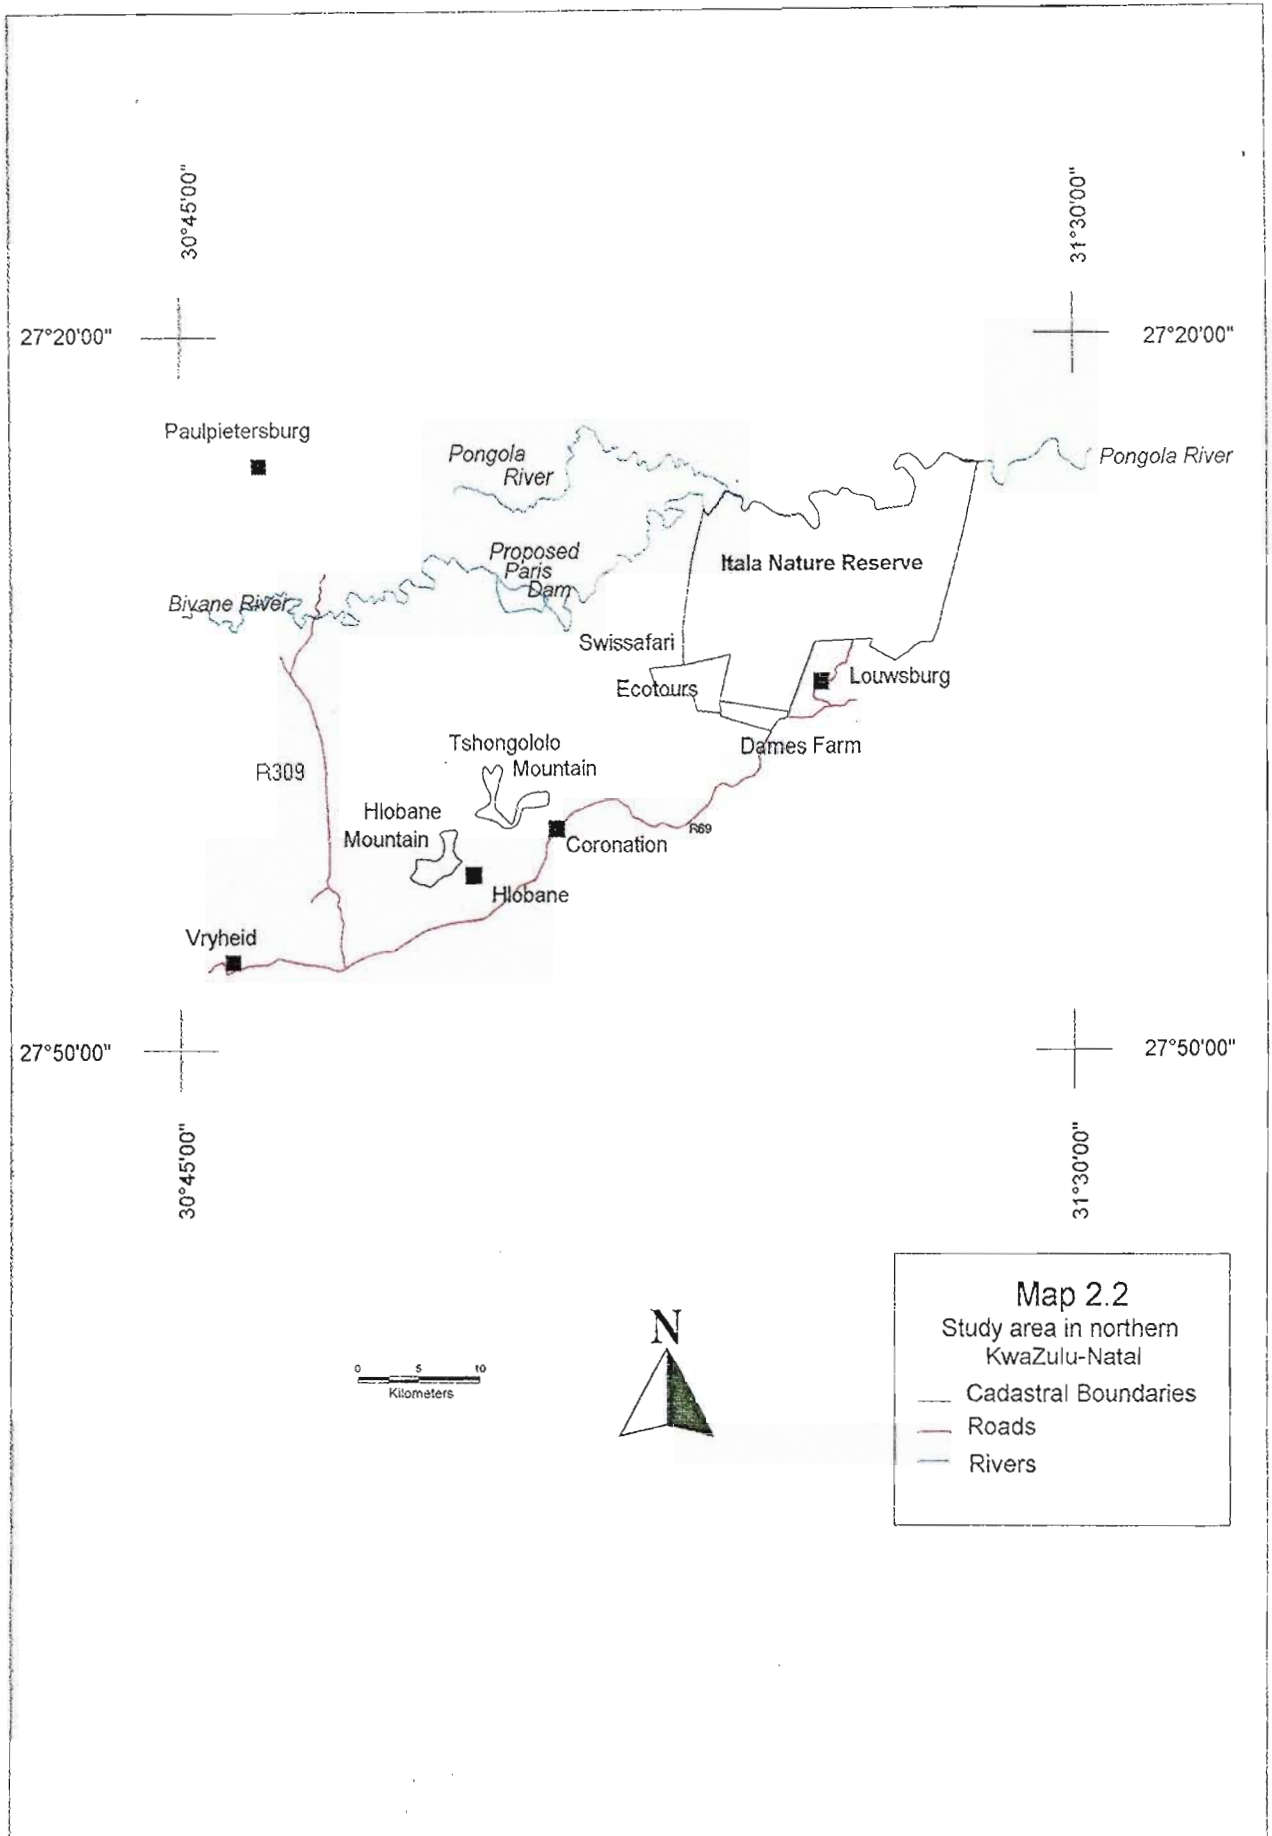 30°45'00"
31°30'00"
27°20'00"
27°20'00"
Paulpietersburg
Pongola
River
Pongola River
Proposed
Paris
Dam
Itala Nature Reserve
Bivane River
Swissafari
Ecotours
Louwsburg
Dames Farm
Tshongololo
Mountain
R309
Hlobane
Mountain
R69
Coronation
Hlobane
Vryheid
27°50'00"
27°50'00"
30°45'00"
31°30'00"
Map 2.2
Study area in northern
KwaZulu-Natal
Cadastral Boundaries
Roads
Rivers
N
0 5 10
Kilometers